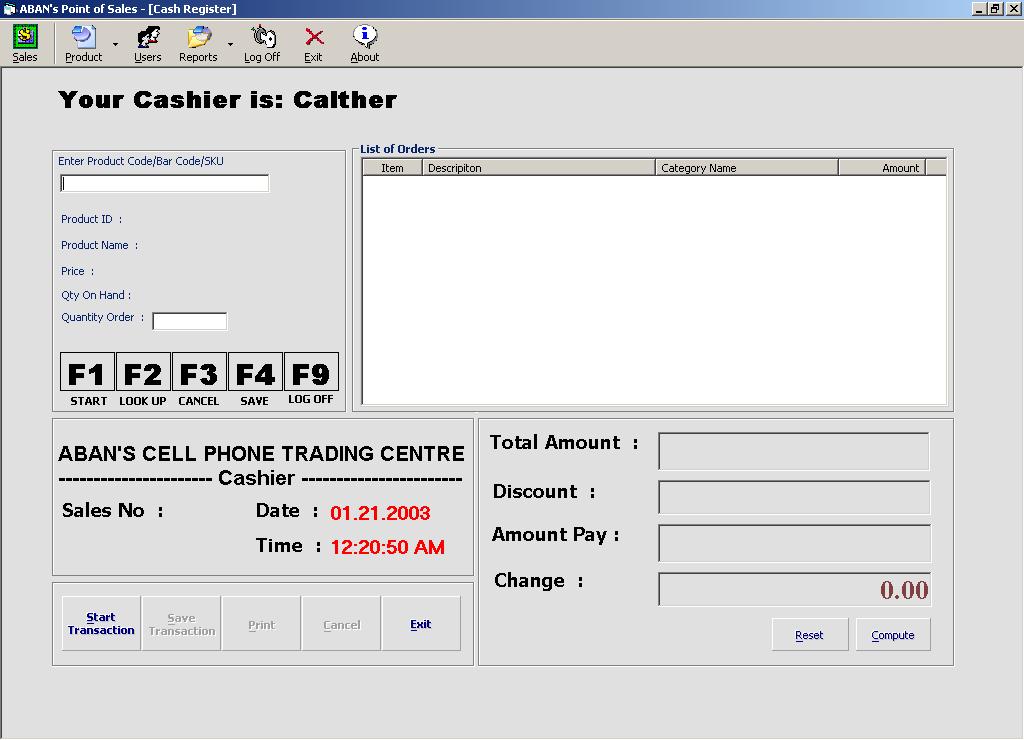 ABAN's Point of Sales - [Cash Register]
Sales Product Users Reports Log Off Exit About
Your Cashier is: Calther
Enter Product Code/Bar Code/SKU
Product ID :
Product Name :
Price :
Qty On Hand :
Quantity Order :
F1 F2 F3 F4 F9
START LOOK UP CANCEL SAVE LOG OFF
List of Orders
Item Descripiton Category Name Amount
ABAN'S CELL PHONE TRADING CENTRE
---------------------- Cashier -----------------------
Sales No : Date : 01.21.2003
Time : 12:20:50 AM
Start Transaction Save Transaction Print Cancel Exit
Total Amount :
Discount :
Amount Pay :
Change : 0.00
Reset Compute